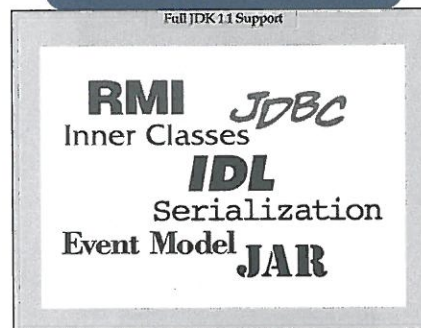 Full JDK 1.1 Support
RMI JDBC
Inner Classes
IDL
Serialization
Event Model JAR